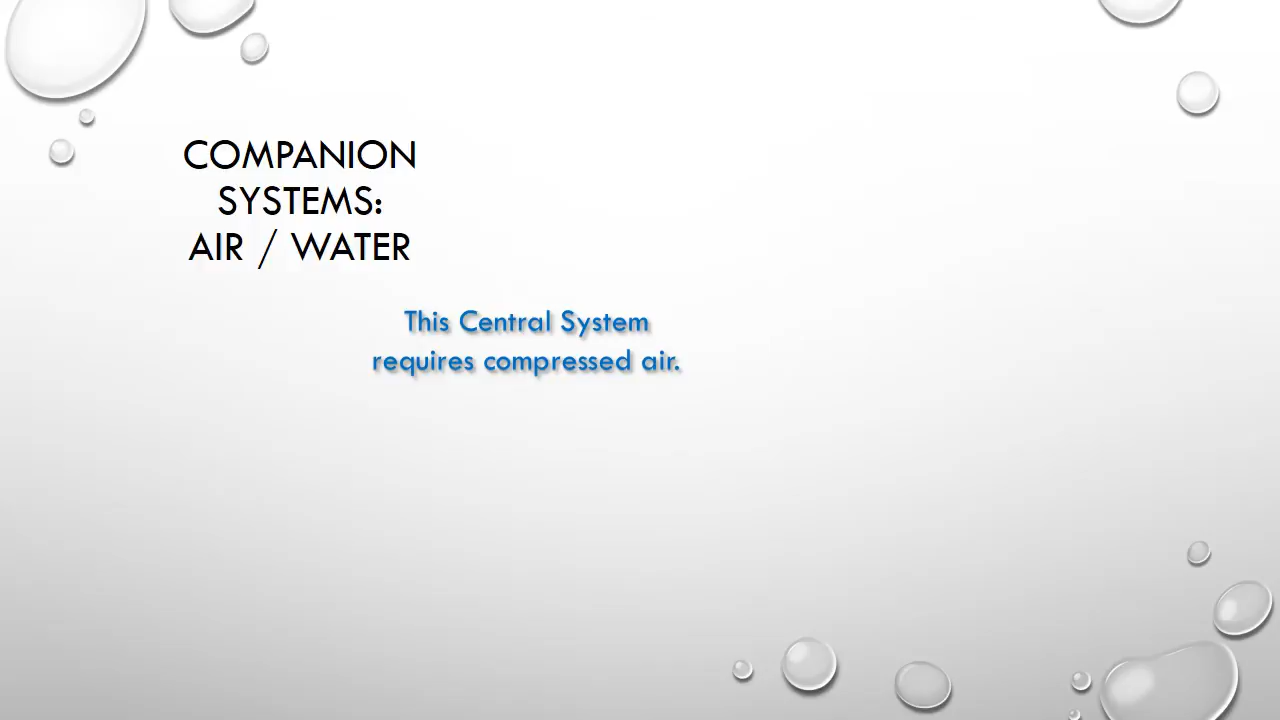 COMPANION
SYSTEMS:
AIR / WATER
This Central System
requires compressed air.